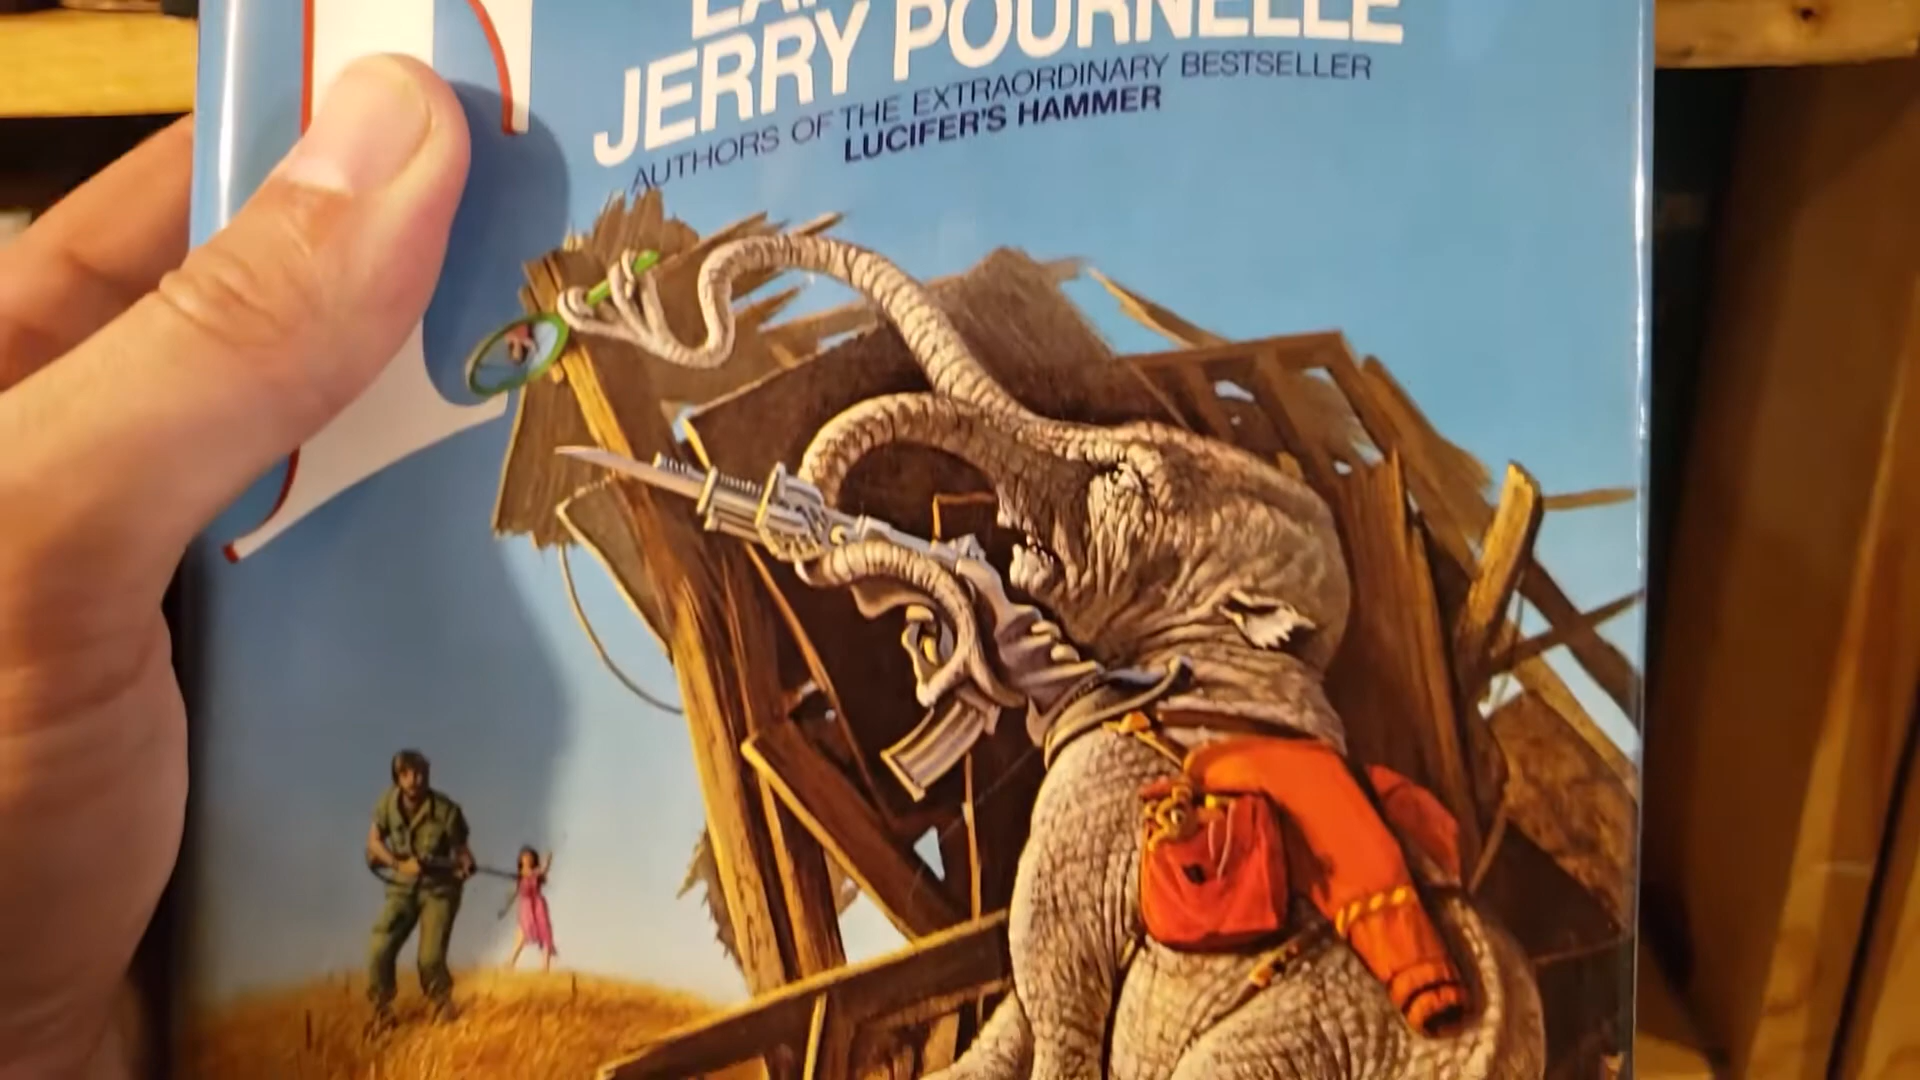 JERRY POURNELLE
AUTHORS OF THE EXTRAORDINARY BESTSELLER
LUCIFER'S HAMMER